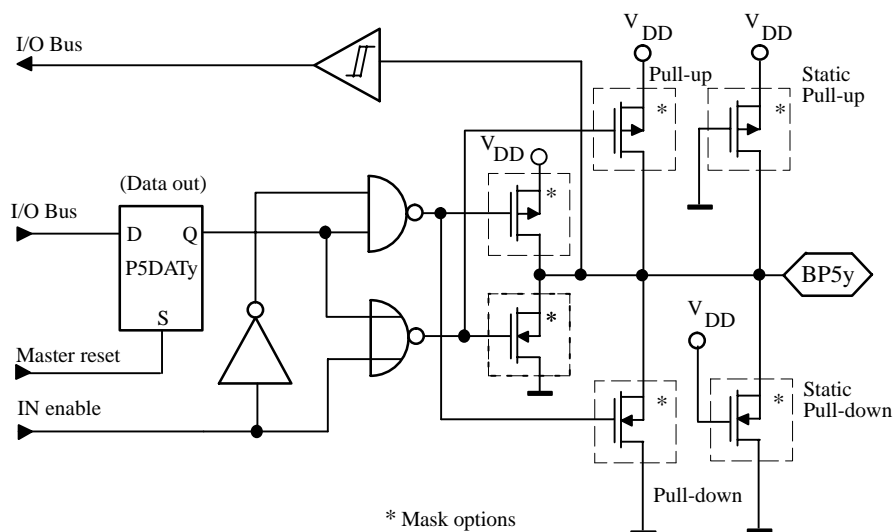 I/O Bus
V DD
V DD
Pull-up
*
Static
Pull-up
*
V DD
*
(Data out)
I/O Bus
D
Q
P5DATy
S
*
BP5y
V DD
Master reset
IN enable
*
*
Static
Pull-down
Pull-down
* Mask options